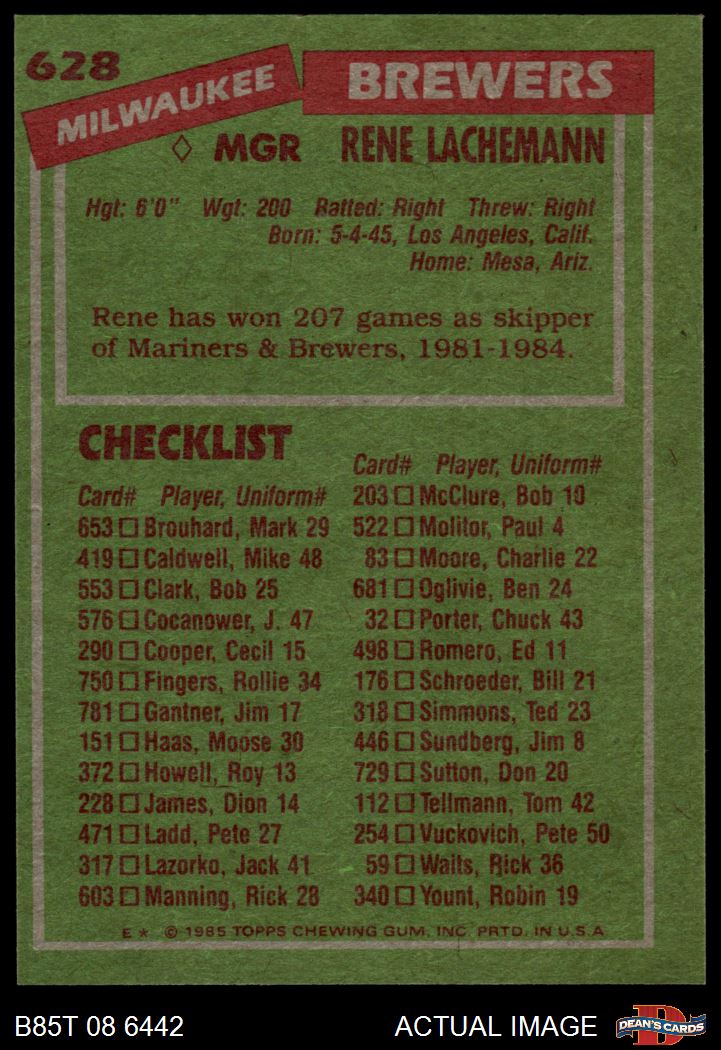 628
MILWAUKEE BREWERS
◊ MGR RENE LACHEMANN
Hgt: 6'0" Wgt: 200 Batted: Right Threw: Right
Born: 5-4-45, Los Angeles, Calif.
Home: Mesa, Ariz.
Rene has won 207 games as skipper
of Mariners & Brewers, 1981-1984.
CHECKLIST
Card# Player, Uniform#
653 □ Brouhard, Mark 29
419 □ Caldwell, Mike 48
553 □ Clark, Bob 25
576 □ Cocanower, J. 47
290 □ Cooper, Cecil 15
750 □ Fingers, Rollie 34
781 □ Gantner, Jim 17
151 □ Haas, Moose 30
372 □ Howell, Roy 13
228 □ James, Dion 14
471 □ Ladd, Pete 27
317 □ Lazorko, Jack 41
603 □ Manning, Rick 28
Card# Player, Uniform#
203 □ McClure, Bob 10
522 □ Molitor, Paul 4
83 □ Moore, Charlie 22
681 □ Oglivie, Ben 24
32 □ Porter, Chuck 43
498 □ Romero, Ed 11
176 □ Schroeder, Bill 21
318 □ Simmons, Ted 23
446 □ Sundberg, Jim 8
729 □ Sutton, Don 20
112 □ Tellmann, Tom 42
254 □ Vuckovich, Pete 50
59 □ Waits, Rick 36
340 □ Yount, Robin 19
E * © 1985 TOPPS CHEWING GUM, INC. PRTD. IN U.S.A
B85T 08 6442
ACTUAL IMAGE
D
DEAN'S CARDS